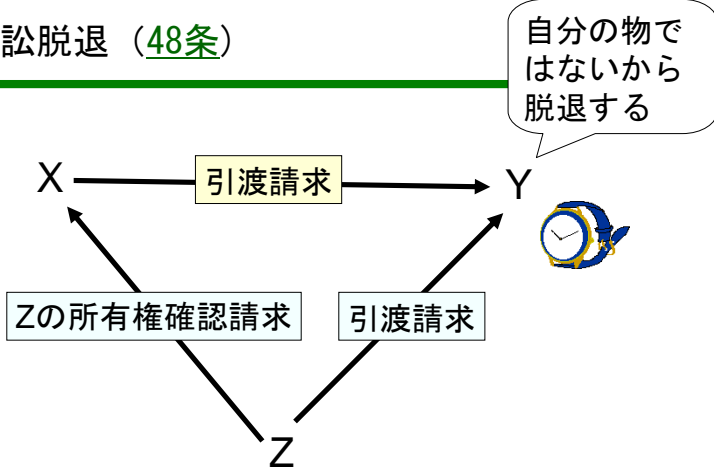 訟脱退（48条）
自分の物で
はないから
脱退する
X
引渡請求
Y
Zの所有権確認請求
引渡請求
Z